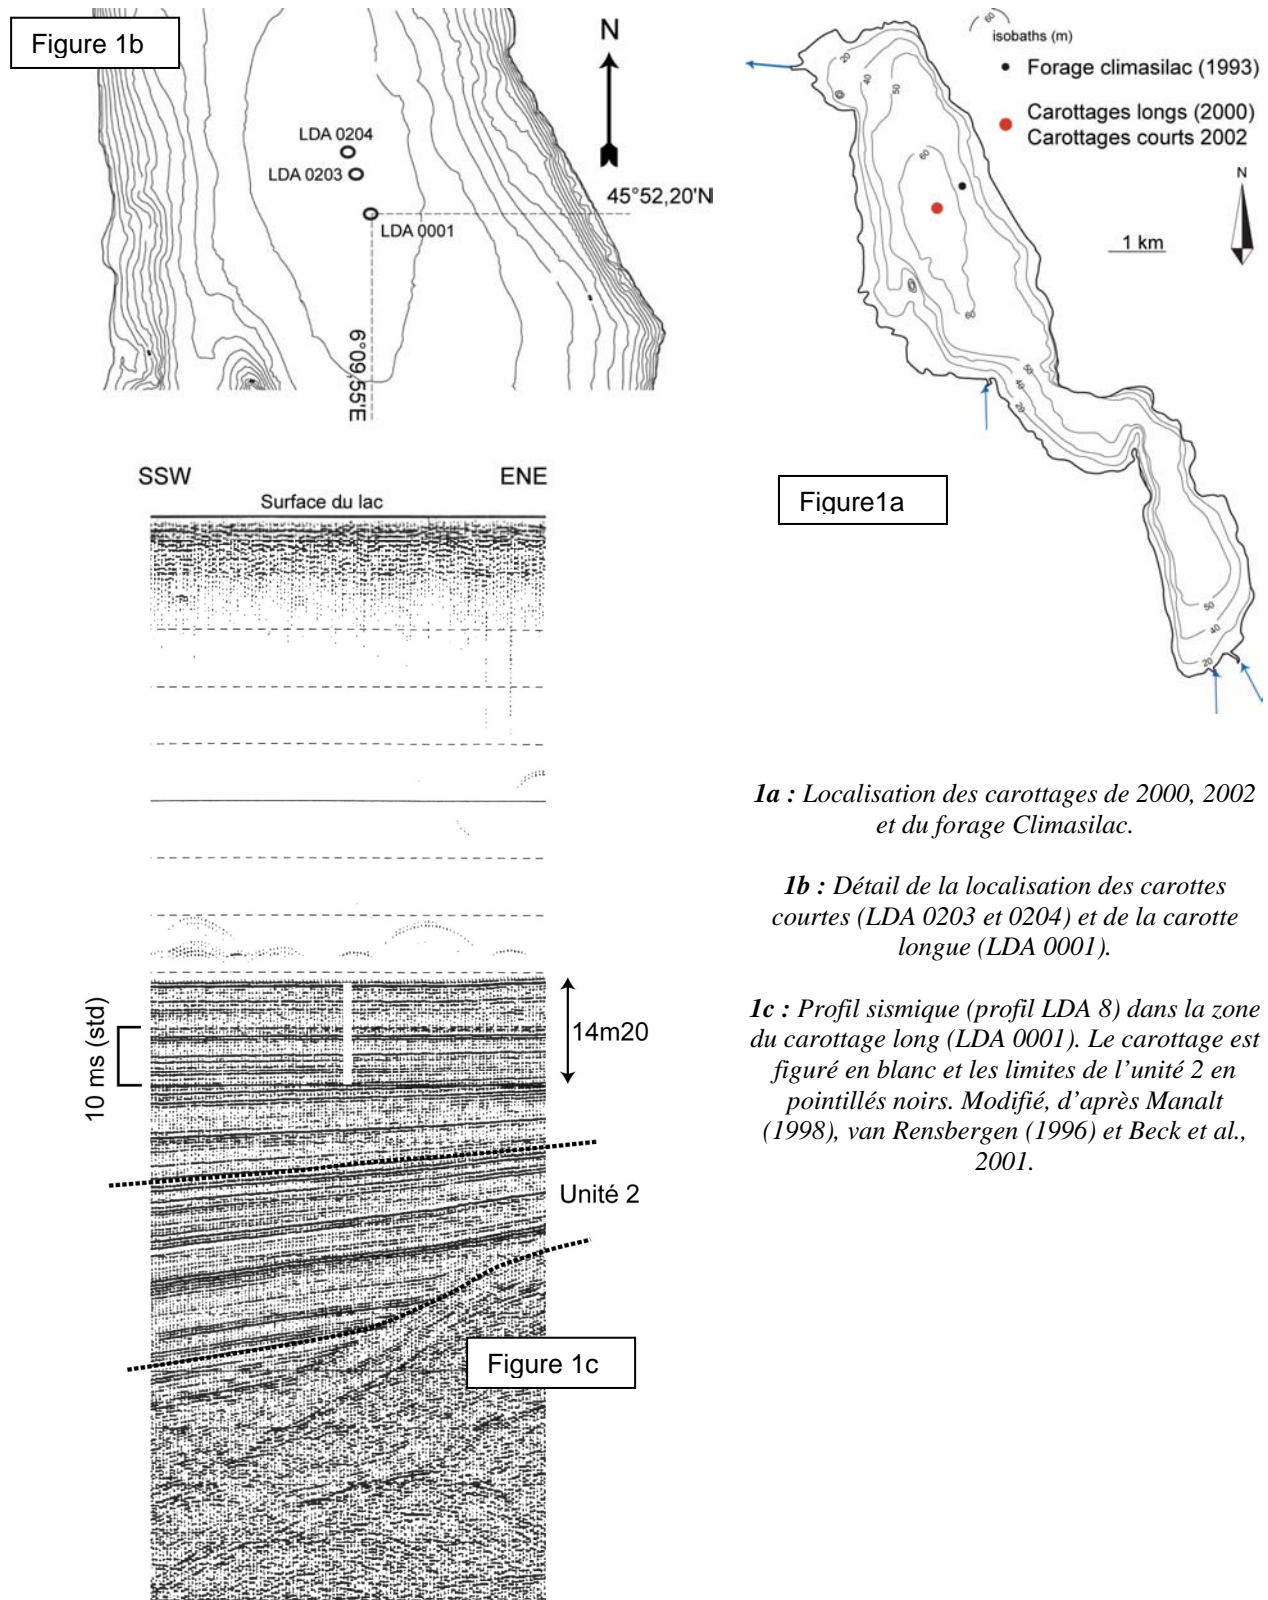 Figure 1b
N
LDA 0204
LDA 0203
45°52,20'N
LDA 0001
6°09,55'E
60
isobaths (m)
Forage climasilac (1993)
Carottages longs (2000)
Carottages courts 2002
N
1 km
20
40
50
60
60
50
40
20
50
40
20
Figure1a
SSW
ENE
Surface du lac
10 ms (std)
14m20
Unité 2
Figure 1c
1a : Localisation des carottages de 2000, 2002
et du forage Climasilac.
1b : Détail de la localisation des carottes
courtes (LDA 0203 et 0204) et de la carotte
longue (LDA 0001).
1c : Profil sismique (profil LDA 8) dans la zone
du carottage long (LDA 0001). Le carottage est
figuré en blanc et les limites de l'unité 2 en
pointillés noirs. Modifié, d'après Manalt
(1998), van Rensbergen (1996) et Beck et al.,
2001.